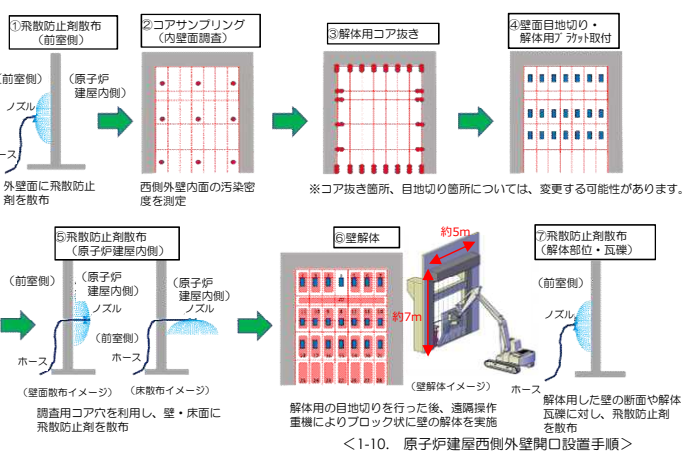 ①飛散防止剤散布
（前室側）
②コアサンプリング
（内壁面調査）
③解体用コア抜き
④壁面目地切り・
解体用ﾌﾞﾗｹｯﾄ取付
（前室側）
（原子炉
建屋内側）
ノズル
ホース
外壁面に飛散防止
剤を散布
西側外壁内面の汚染密
度を測定
※コア抜き箇所、目地切り箇所については、変更する可能性があります。
⑤飛散防止剤散布
（原子炉建屋内側）
⑥壁解体
⑦飛散防止剤散布
（解体部位・瓦礫）
（前室側）
（原子炉
建屋内側）
ノズル
ホース
（壁面散布イメージ）
（原子炉
建屋内側）
ノズル
（前室側）
ホース
（床散布イメージ）
調査用コア穴を利用し、壁・床面に
飛散防止剤を散布
約5m
約7m
（壁解体イメージ）
解体用の目地切りを行った後、遠隔操作
重機によりブロック状に壁の解体を実施
（前室側）
ノズル
ホース
解体用した壁の断面や解体
瓦礫に対し、飛散防止剤
を散布
＜1-10. 原子炉建屋西側外壁開口設置手順＞